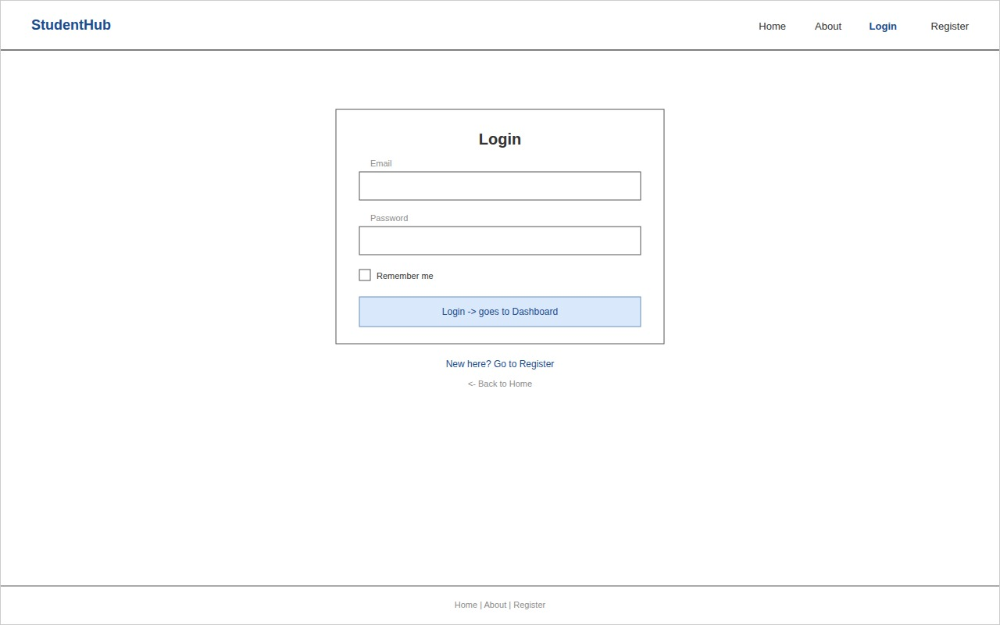 StudentHub
Home About Login Register
Login
Email
Password
Remember me
Login -> goes to Dashboard
New here? Go to Register
<- Back to Home
Home | About | Register